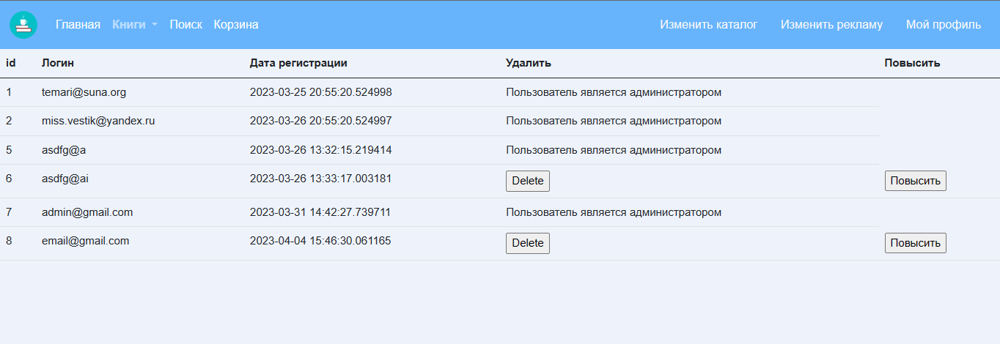 Главная Книги Поиск Корзина Изменить каталог Изменить рекламу Мой профиль
id Логин Дата регистрации Удалить Повысить
1 temari@suna.org 2023-03-25 20:55:20.524998 Пользователь является администратором
2 miss.vestik@yandex.ru 2023-03-26 20:55:20.524997 Пользователь является администратором
5 asdfg@a 2023-03-26 13:32:15.219414 Пользователь является администратором
6 asdfg@ai 2023-03-26 13:33:17.003181 Delete Повысить
7 admin@gmail.com 2023-03-31 14:42:27.739711 Пользователь является администратором
8 email@gmail.com 2023-04-04 15:46:30.061165 Delete Повысить